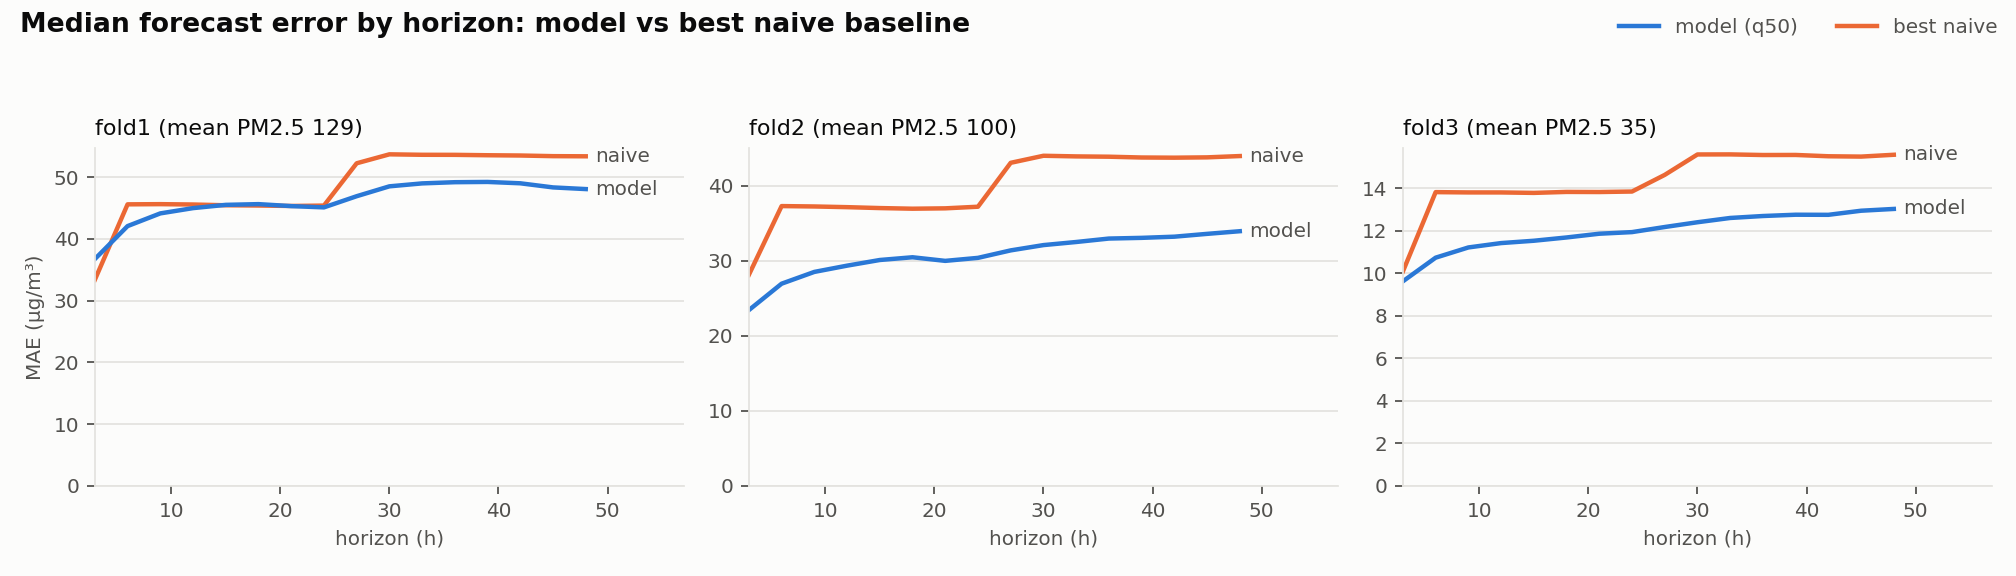 Median forecast error by horizon: model vs best naive baseline
model (q50)
best naive
fold1 (mean PM2.5 129)
MAE (µg/m³)
50
40
30
20
10
0
naive
model
10 20 30 40 50
horizon (h)
fold2 (mean PM2.5 100)
40
30
20
10
0
naive
model
10 20 30 40 50
horizon (h)
fold3 (mean PM2.5 35)
14
12
10
8
6
4
2
0
naive
model
10 20 30 40 50
horizon (h)